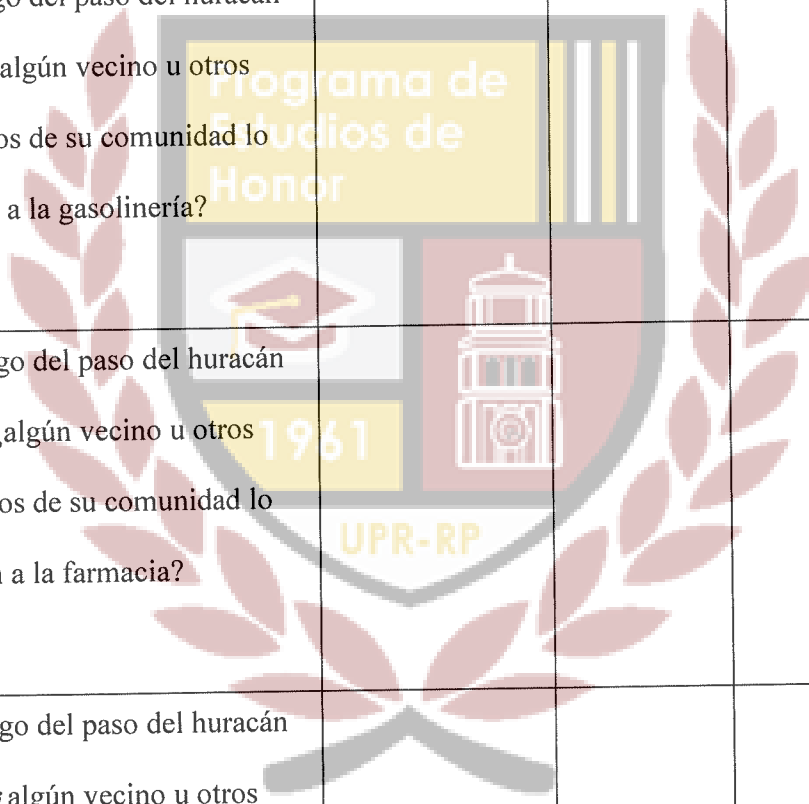 go del paso del huracán
algún vecino u otros
os de su comunidad lo
a la gasolinería?
go del paso del huracán
algún vecino u otros
os de su comunidad lo
a la farmacia?
go del paso del huracán
algún vecino u otros
Programa de
Estudios de
Honor
1961
UPR-RP